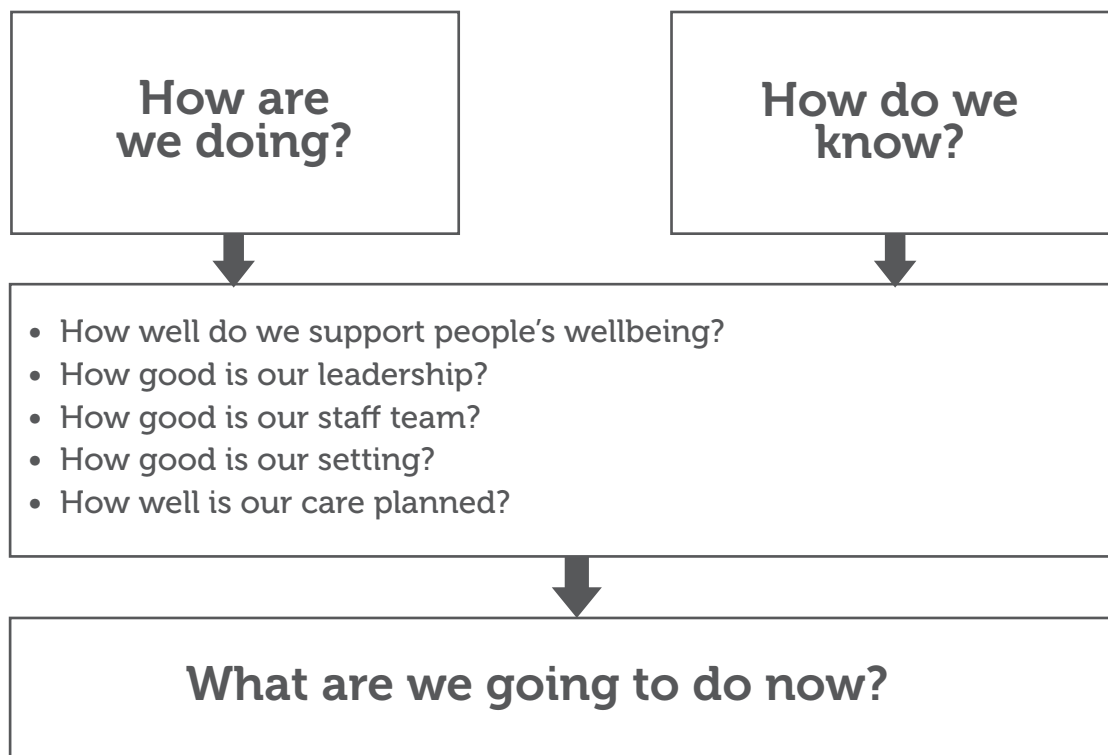 How are
we doing?
How do we
know?
• How well do we support people’s wellbeing?
• How good is our leadership?
• How good is our staff team?
• How good is our setting?
• How well is our care planned?
What are we going to do now?